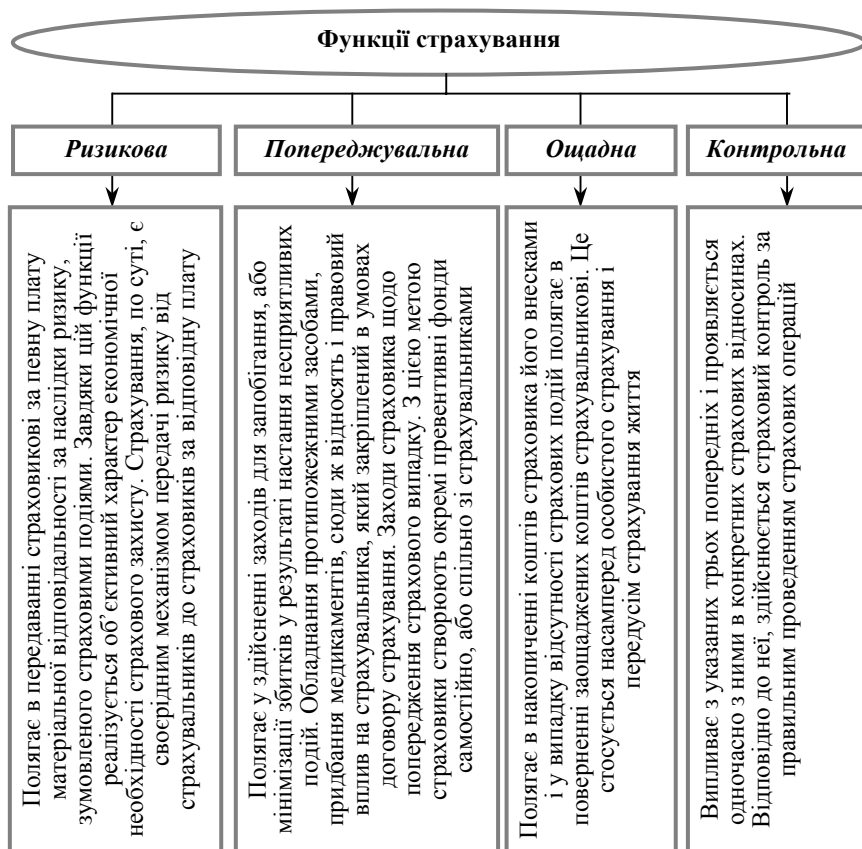 Функції страхування
Ризикова
Попереджувальна
Ощадна
Контрольна
Полягає в передаванні страховикові за певну плату
матеріальної відповідальності за наслідки ризику,
зумовленого страховими подіями. Завдяки цій функції
реалізується об’єктивний характер економічної
необхідності страхового захисту. Страхування, по суті, є
своєрідним механізмом передачі ризику від
страхувальників до страховиків за відповідну плату
Полягає у здійсненні заходів для запобігання, або
мінімізації збитків у результаті настання несприятливих
подій. Обладнання протипожежними засобами,
придбання медикаментів, сюди ж відносять і правовий
вплив на страхувальника, який закріплений в умовах
договору страхування. Заходи страховика щодо
попередження страхового випадку. З цією метою
страховики створюють окремі превентивні фонди
самостійно, або спільно зі страхувальниками
Полягає в накопиченні коштів страховика його внесками
і у випадку відсутності страхових подій полягає в
поверненні заощаджених коштів страхувальникові. Це
стосується насамперед особистого страхування і
передусім страхування життя
Випливає з указаних трьох попередніх і проявляється
одночасно з ними в конкретних страхових відносинах.
Відповідно до неї, здійснюється страховий контроль за
правильним проведенням страхових операцій